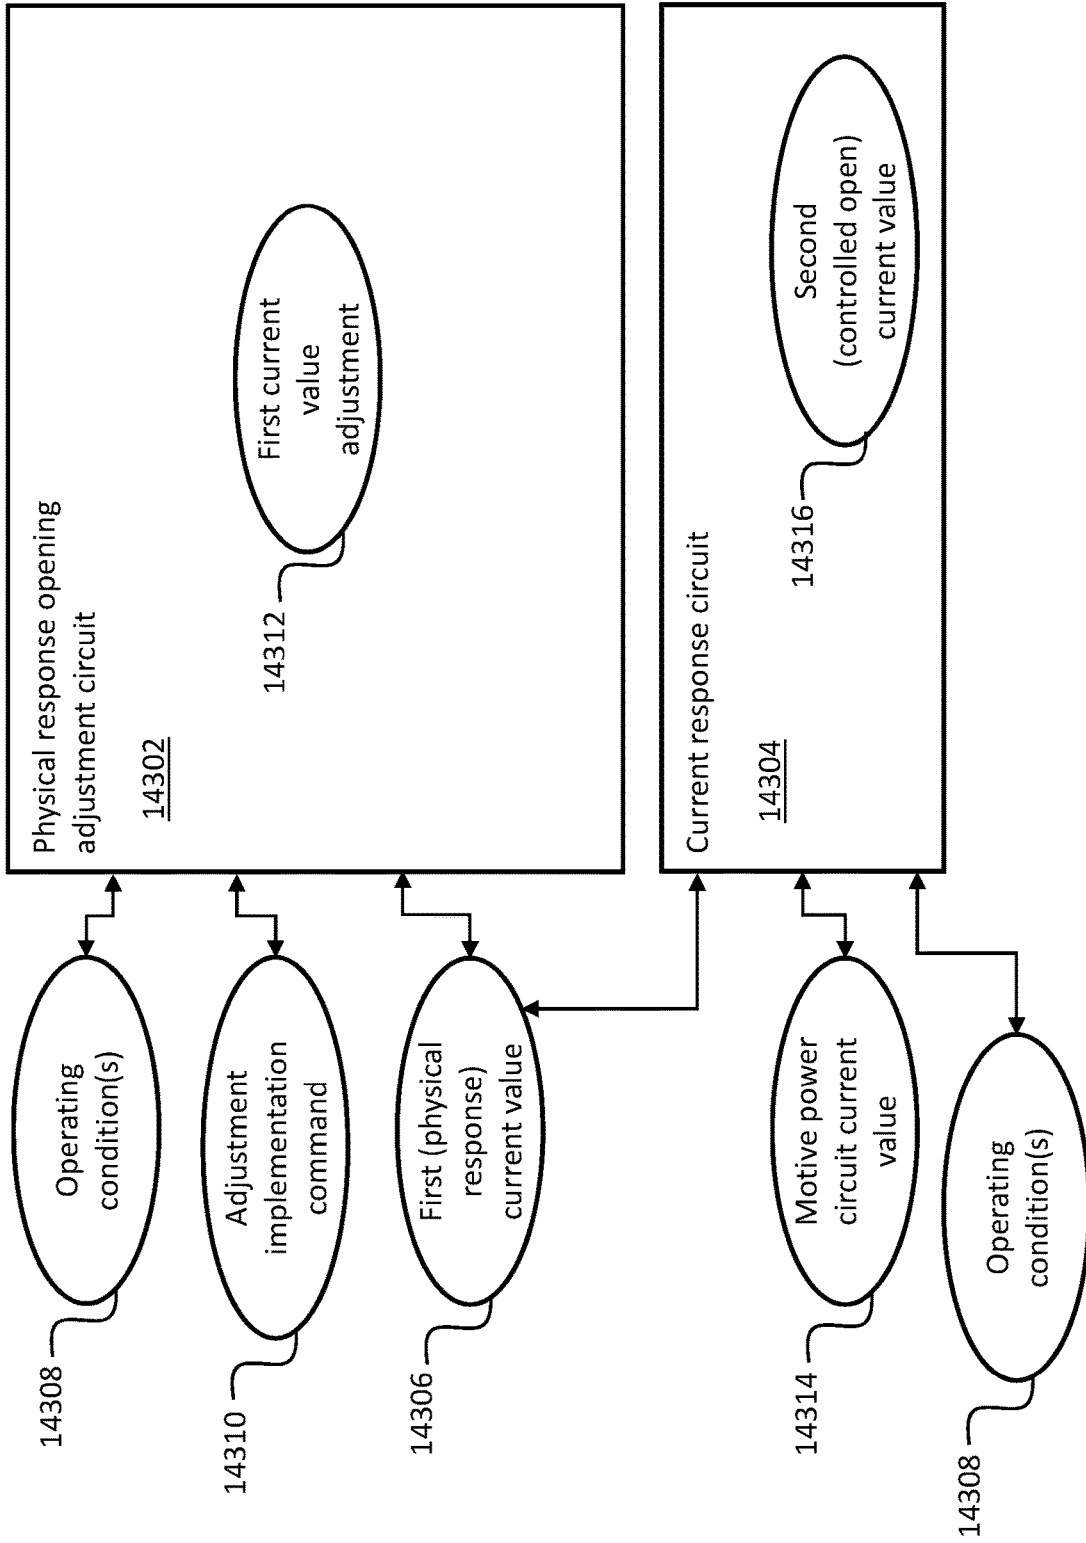 Physical response opening
adjustment circuit
14302
First current
value
adjustment
14312
Operating
condition(s)
14308
Adjustment
implementation
command
14310
First (physical
response)
current value
14306
Current response circuit
14304
Second
(controlled open)
current value
14316
Motive power
circuit current
value
14314
Operating
condition(s)
14308